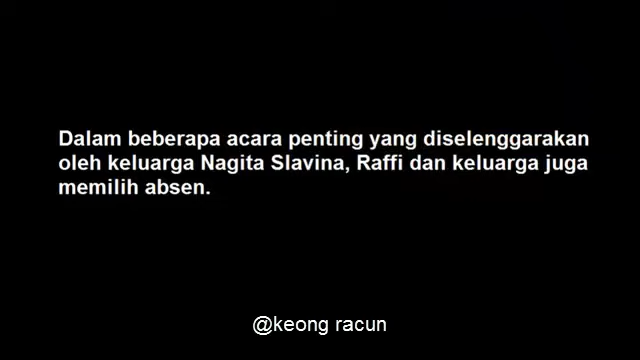 Dalam beberapa acara penting yang diselenggarakan
oleh keluarga Nagita Slavina, Raffi dan keluarga juga
memilih absen.
@keong racun